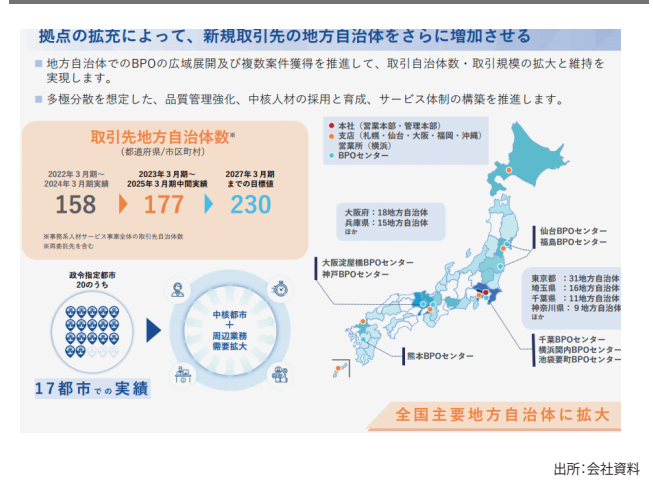 拠点の拡充によって、新規取引先の地方自治体をさらに増加させる
■ 地方自治体でのBPOの広域展開及び複数案件獲得を推進して、取引自治体数・取引規模の拡大と維持を
実現します。
■ 多極分散を想定した、品質管理強化、中核人材の採用と育成、サービス体制の構築を推進します。
取引先地方自治体数※
（都道府県/市区町村）
2022年3月期～
2024年3月期実績
158
2023年3月期～
2025年3月期中間実績
177
2027年3月期
までの目標値
230
※事務系人材サービス事業全体の取引先自治体数
※再委託先を含む
政令指定都市
20のうち
17都市での実績
中核都市
＋
周辺業務
需要拡大
● 本社（営業本部・管理本部）
● 支店（札幌・仙台・大阪・福岡・沖縄）
営業所（横浜）
● BPOセンター
大阪府：18地方自治体
兵庫県：15地方自治体
ほか
大阪淀屋橋BPOセンター
神戸BPOセンター
熊本BPOセンター
仙台BPOセンター
福島BPOセンター
東京都 ：31地方自治体
埼玉県 ：16地方自治体
千葉県 ：11地方自治体
神奈川県：9地方自治体
ほか
千葉BPOセンター
横浜関内BPOセンター
池袋要町BPOセンター
全国主要地方自治体に拡大
出所：会社資料